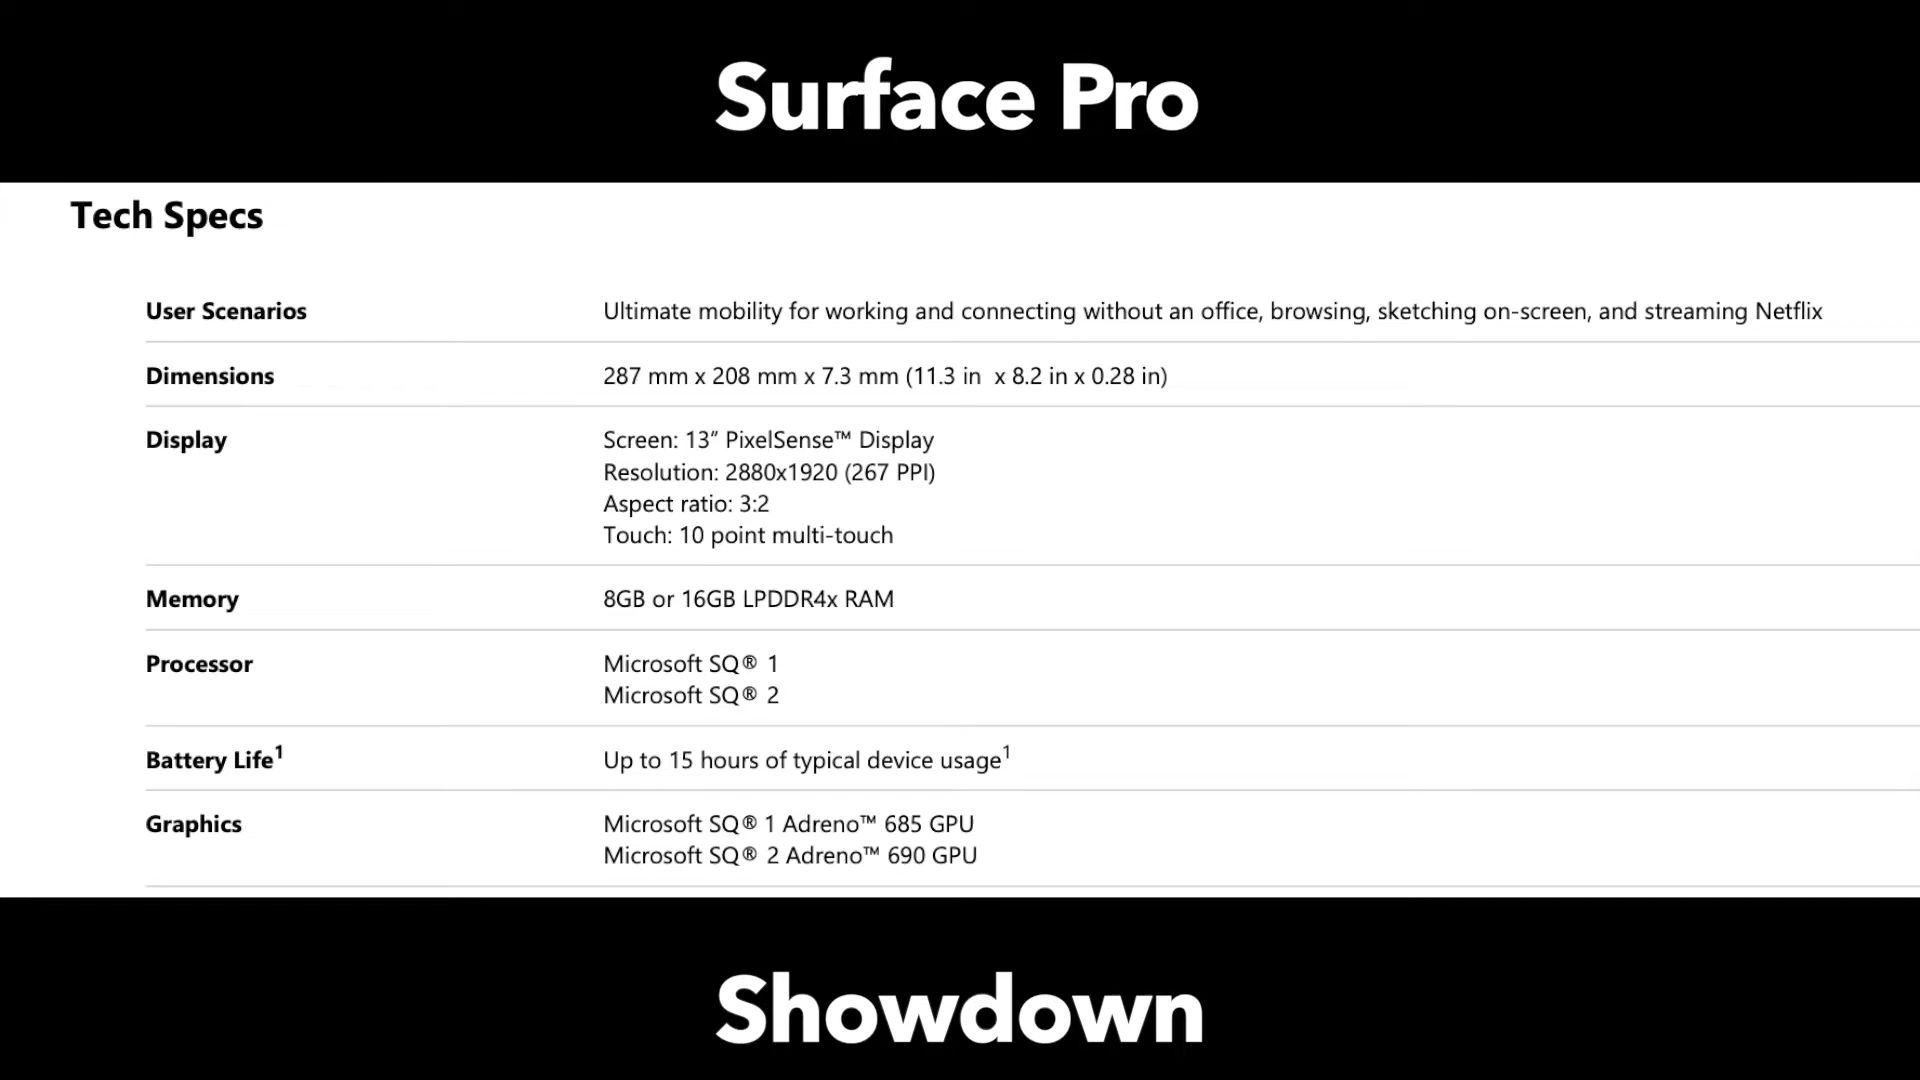 Surface Pro
Tech Specs
User Scenarios
Ultimate mobility for working and connecting without an office, browsing, sketching on-screen, and streaming Netflix
Dimensions
287 mm x 208 mm x 7.3 mm (11.3 in x 8.2 in x 0.28 in)
Display
Screen: 13” PixelSense™ Display
Resolution: 2880x1920 (267 PPI)
Aspect ratio: 3:2
Touch: 10 point multi-touch
Memory
8GB or 16GB LPDDR4x RAM
Processor
Microsoft SQ® 1
Microsoft SQ® 2
Battery Life¹
Up to 15 hours of typical device usage¹
Graphics
Microsoft SQ® 1 Adreno™ 685 GPU
Microsoft SQ® 2 Adreno™ 690 GPU
Showdown